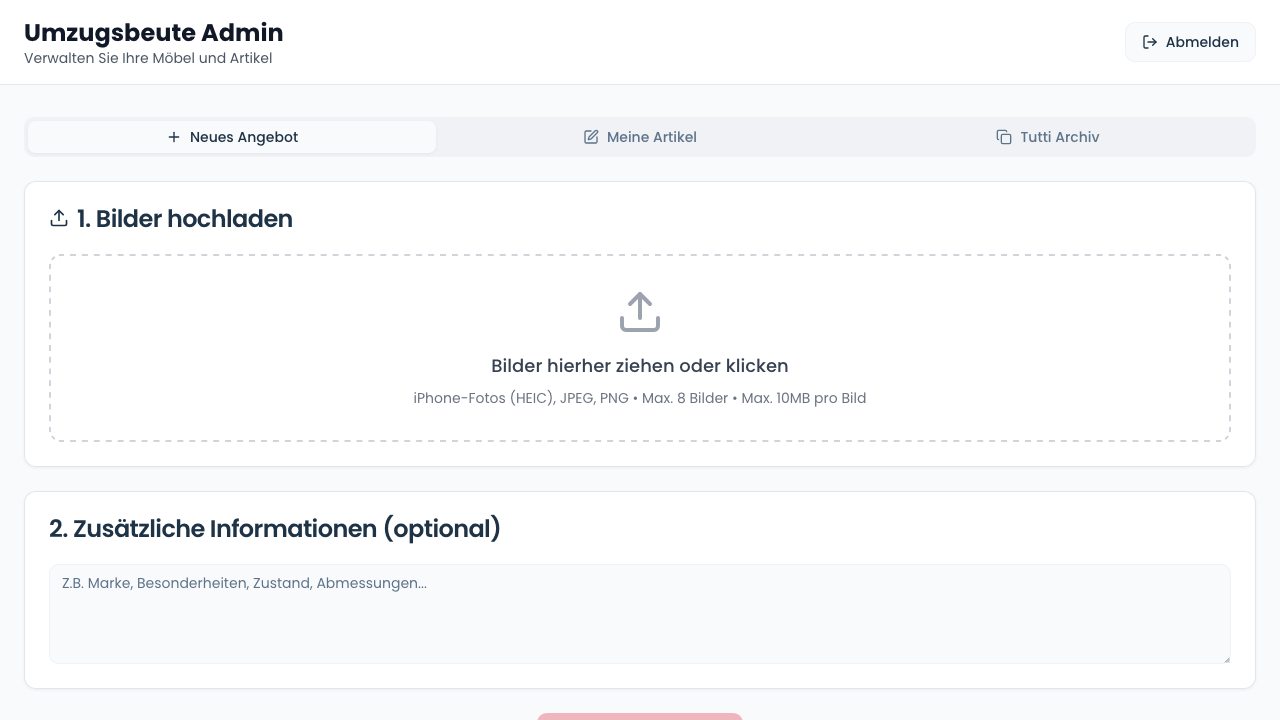 Umzugsbeute Admin
Verwalten Sie Ihre Möbel und Artikel
Abmelden
Neues Angebot
Meine Artikel
Tutti Archiv
1. Bilder hochladen
Bilder hierher ziehen oder klicken
iPhone-Fotos (HEIC), JPEG, PNG • Max. 8 Bilder • Max. 10MB pro Bild
2. Zusätzliche Informationen (optional)
Z.B. Marke, Besonderheiten, Zustand, Abmessungen...